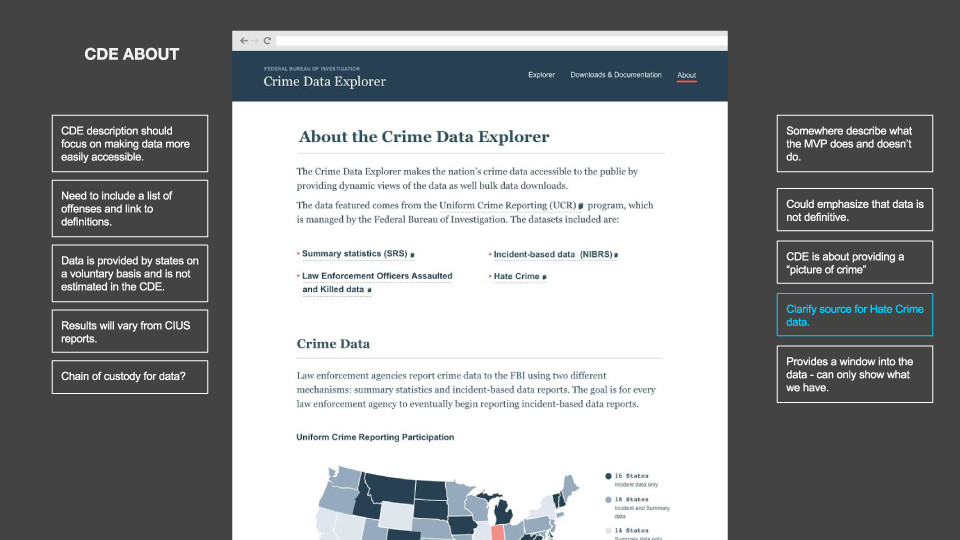 CDE ABOUT
CDE description should
focus on making data more
easily accessible.
Need to include a list of
offenses and link to
definitions.
Data is provided by states on
a voluntary basis and is not
estimated in the CDE.
Results will vary from CIUS
reports.
Chain of custody for data?
FEDERAL BUREAU OF INVESTIGATION
Crime Data Explorer
Explorer Downloads & Documentation About
About the Crime Data Explorer
The Crime Data Explorer makes the nation's crime data accessible to the public by
providing dynamic views of the data as well bulk data downloads.
The data featured comes from the Uniform Crime Reporting (UCR) program, which
is managed by the Federal Bureau of Investigation. The datasets included are:
• Summary statistics (SRS)
• Incident-based data (NIBRS)
• Law Enforcement Officers Assaulted
and Killed data
• Hate Crime
Crime Data
Law enforcement agencies report crime data to the FBI using two different
mechanisms: summary statistics and incident-based data reports. The goal is for every
law enforcement agency to eventually begin reporting incident-based data reports.
Uniform Crime Reporting Participation
16 States
Incident data only
18 States
Incident and Summary
data
14 States
Summary data only
Somewhere describe what
the MVP does and doesn't
do.
Could emphasize that data is
not definitive.
CDE is about providing a
“picture of crime”
Clarify source for Hate Crime
data.
Provides a window into the
data - can only show what
we have.